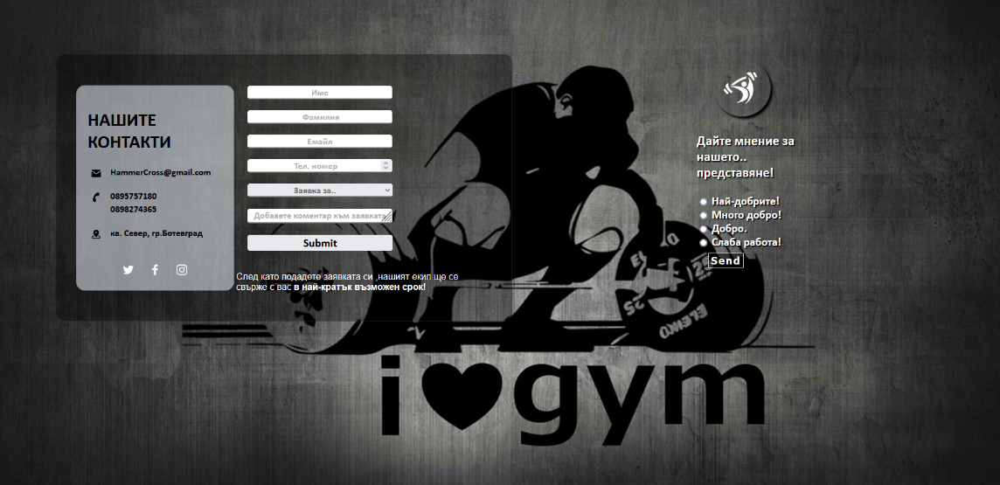 НАШИТЕ
КОНТАКТИ
HammerCross@gmail.com
0895757180
0898274365
кв. Север, гр.Ботевград
Име
Фамилия
Емайл
Тел. номер
Заявка за..
Добавете коментар към заявката
Submit
След като подадете заявката си ,нашият екип ще се
свърже с вас в най-кратък възможен срок!
Дайте мнение за
нашето..
представяне!
Най-добрите!
Много добро!
Добро.
Слаба работа!
Send
ELEIKO
25
i gym